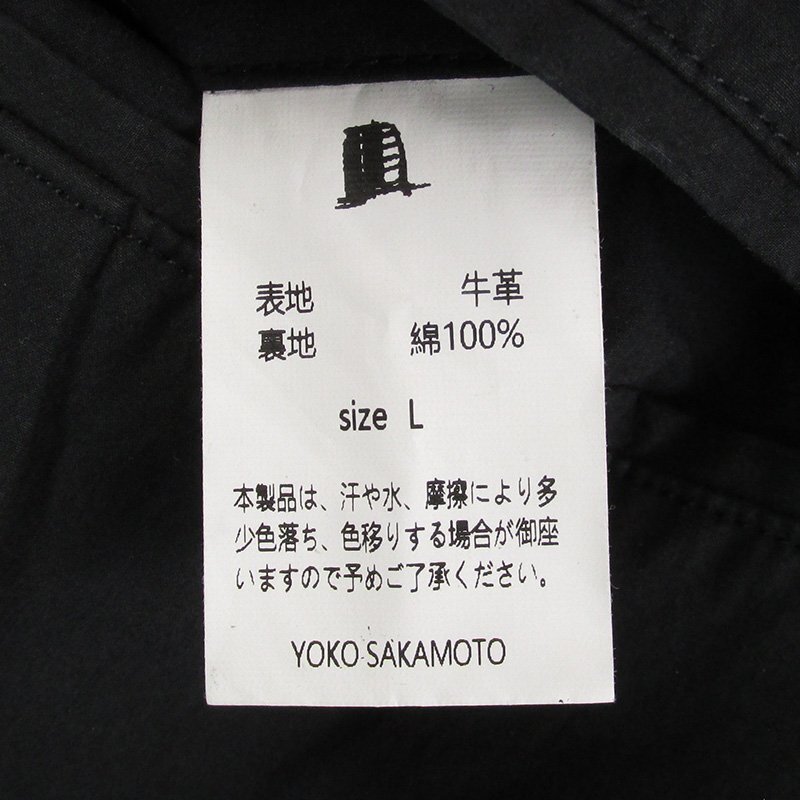 表地 牛革
裏地 綿100%
size L
本製品は、汗や水、摩擦により多
少色落ち、色移りする場合が御座
いますので予めご了承ください。
YOKO SAKAMOTO